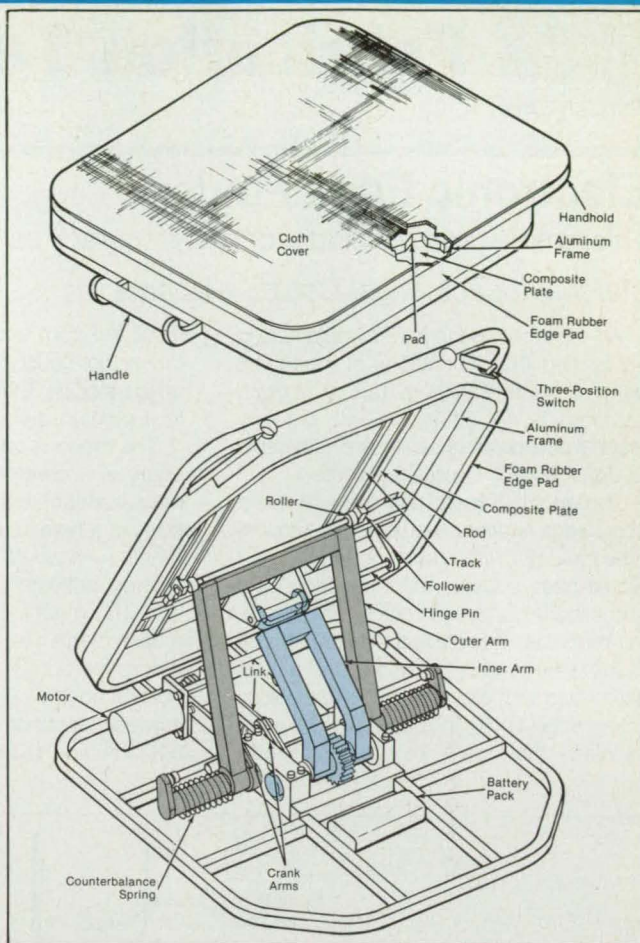 Handhold
Cloth
Cover
Aluminum
Frame
Composite
Plate
Pad
Foam Rubber
Edge Pad
Handle
Three-Position
Switch
Aluminum
Frame
Foam Rubber
Edge Pad
Roller
Composite Plate
Rod
Track
Follower
Hinge Pin
Outer Arm
Inner Arm
Link
Motor
Battery
Pack
Crank
Arms
Counterbalance
Spring